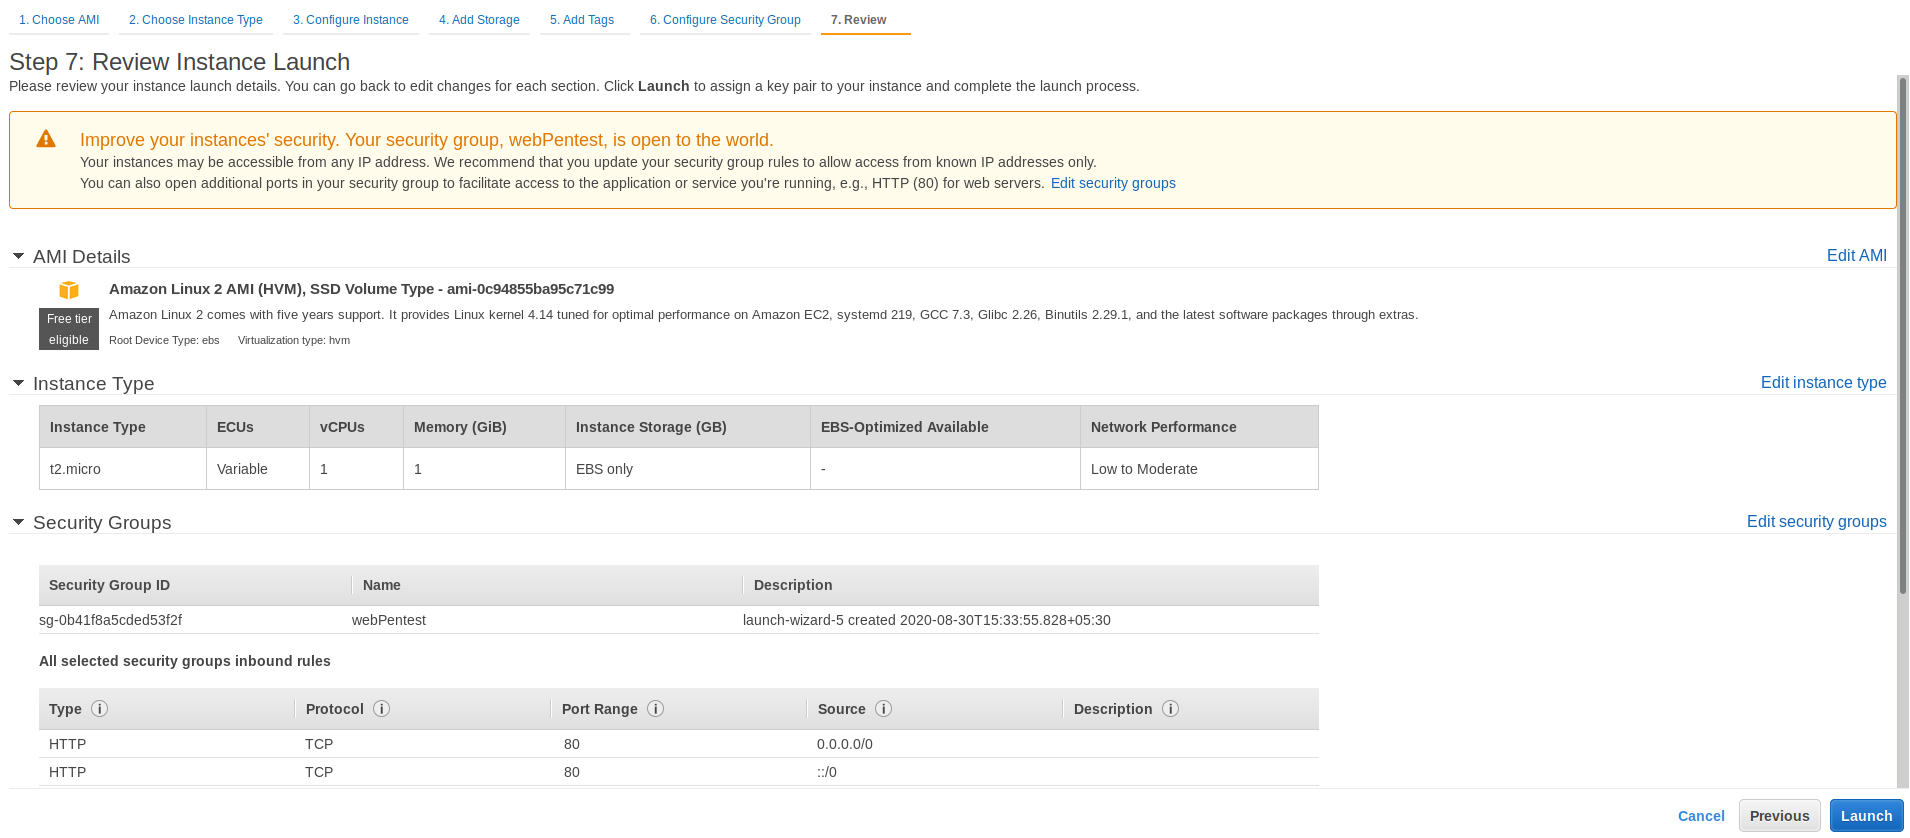 1. Choose AMI 2. Choose Instance Type 3. Configure Instance 4. Add Storage 5. Add Tags 6. Configure Security Group 7. Review
Step 7: Review Instance Launch
Please review your instance launch details. You can go back to edit changes for each section. Click Launch to assign a key pair to your instance and complete the launch process.
Improve your instances' security. Your security group, webPentest, is open to the world.
Your instances may be accessible from any IP address. We recommend that you update your security group rules to allow access from known IP addresses only.
You can also open additional ports in your security group to facilitate access to the application or service you're running, e.g., HTTP (80) for web servers. Edit security groups
AMI Details Edit AMI
Amazon Linux 2 AMI (HVM), SSD Volume Type - ami-0c94855ba95c71c99
Free tier eligible
Amazon Linux 2 comes with five years support. It provides Linux kernel 4.14 tuned for optimal performance on Amazon EC2, systemd 219, GCC 7.3, Glibc 2.26, Binutils 2.29.1, and the latest software packages through extras.
Root Device Type: ebs Virtualization type: hvm
Instance Type Edit instance type
Instance Type ECUs vCPUs Memory (GiB) Instance Storage (GB) EBS-Optimized Available Network Performance
t2.micro Variable 1 1 EBS only - Low to Moderate
Security Groups Edit security groups
Security Group ID Name Description
sg-0b41f8a5cded53f2f webPentest launch-wizard-5 created 2020-08-30T15:33:55.828+05:30
All selected security groups inbound rules
Type i Protocol i Port Range i Source i Description i
HTTP TCP 80 0.0.0.0/0
HTTP TCP 80 ::/0
Cancel Previous Launch